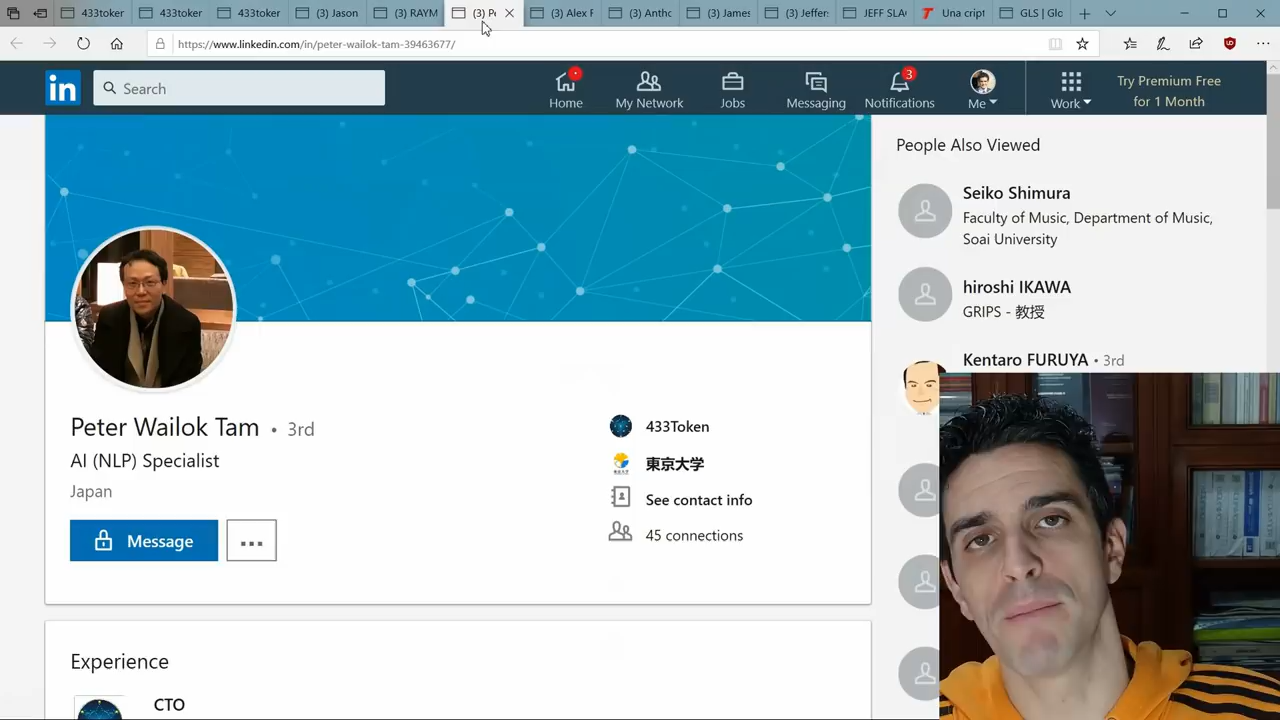 433toker
433toker
433toker
(3) Jason
(3) RAYM
(3) Pe
(3) Alex F
(3) Antho
(3) James
(3) Jeffers
JEFF SLA
Una cript
GLS | Glo
https://www.linkedin.com/in/peter-wailok-tam-39463677/
in
Search
Home
My Network
Jobs
Messaging
3
Notifications
Me
Work
Try Premium Free
for 1 Month
People Also Viewed
Seiko Shimura
Faculty of Music, Department of Music,
Soai University
hiroshi IKAWA
GRIPS - 教授
Kentaro FURUYA • 3rd
Peter Wailok Tam • 3rd
AI (NLP) Specialist
Japan
Message
...
433Token
東京大学
See contact info
45 connections
Experience
CTO